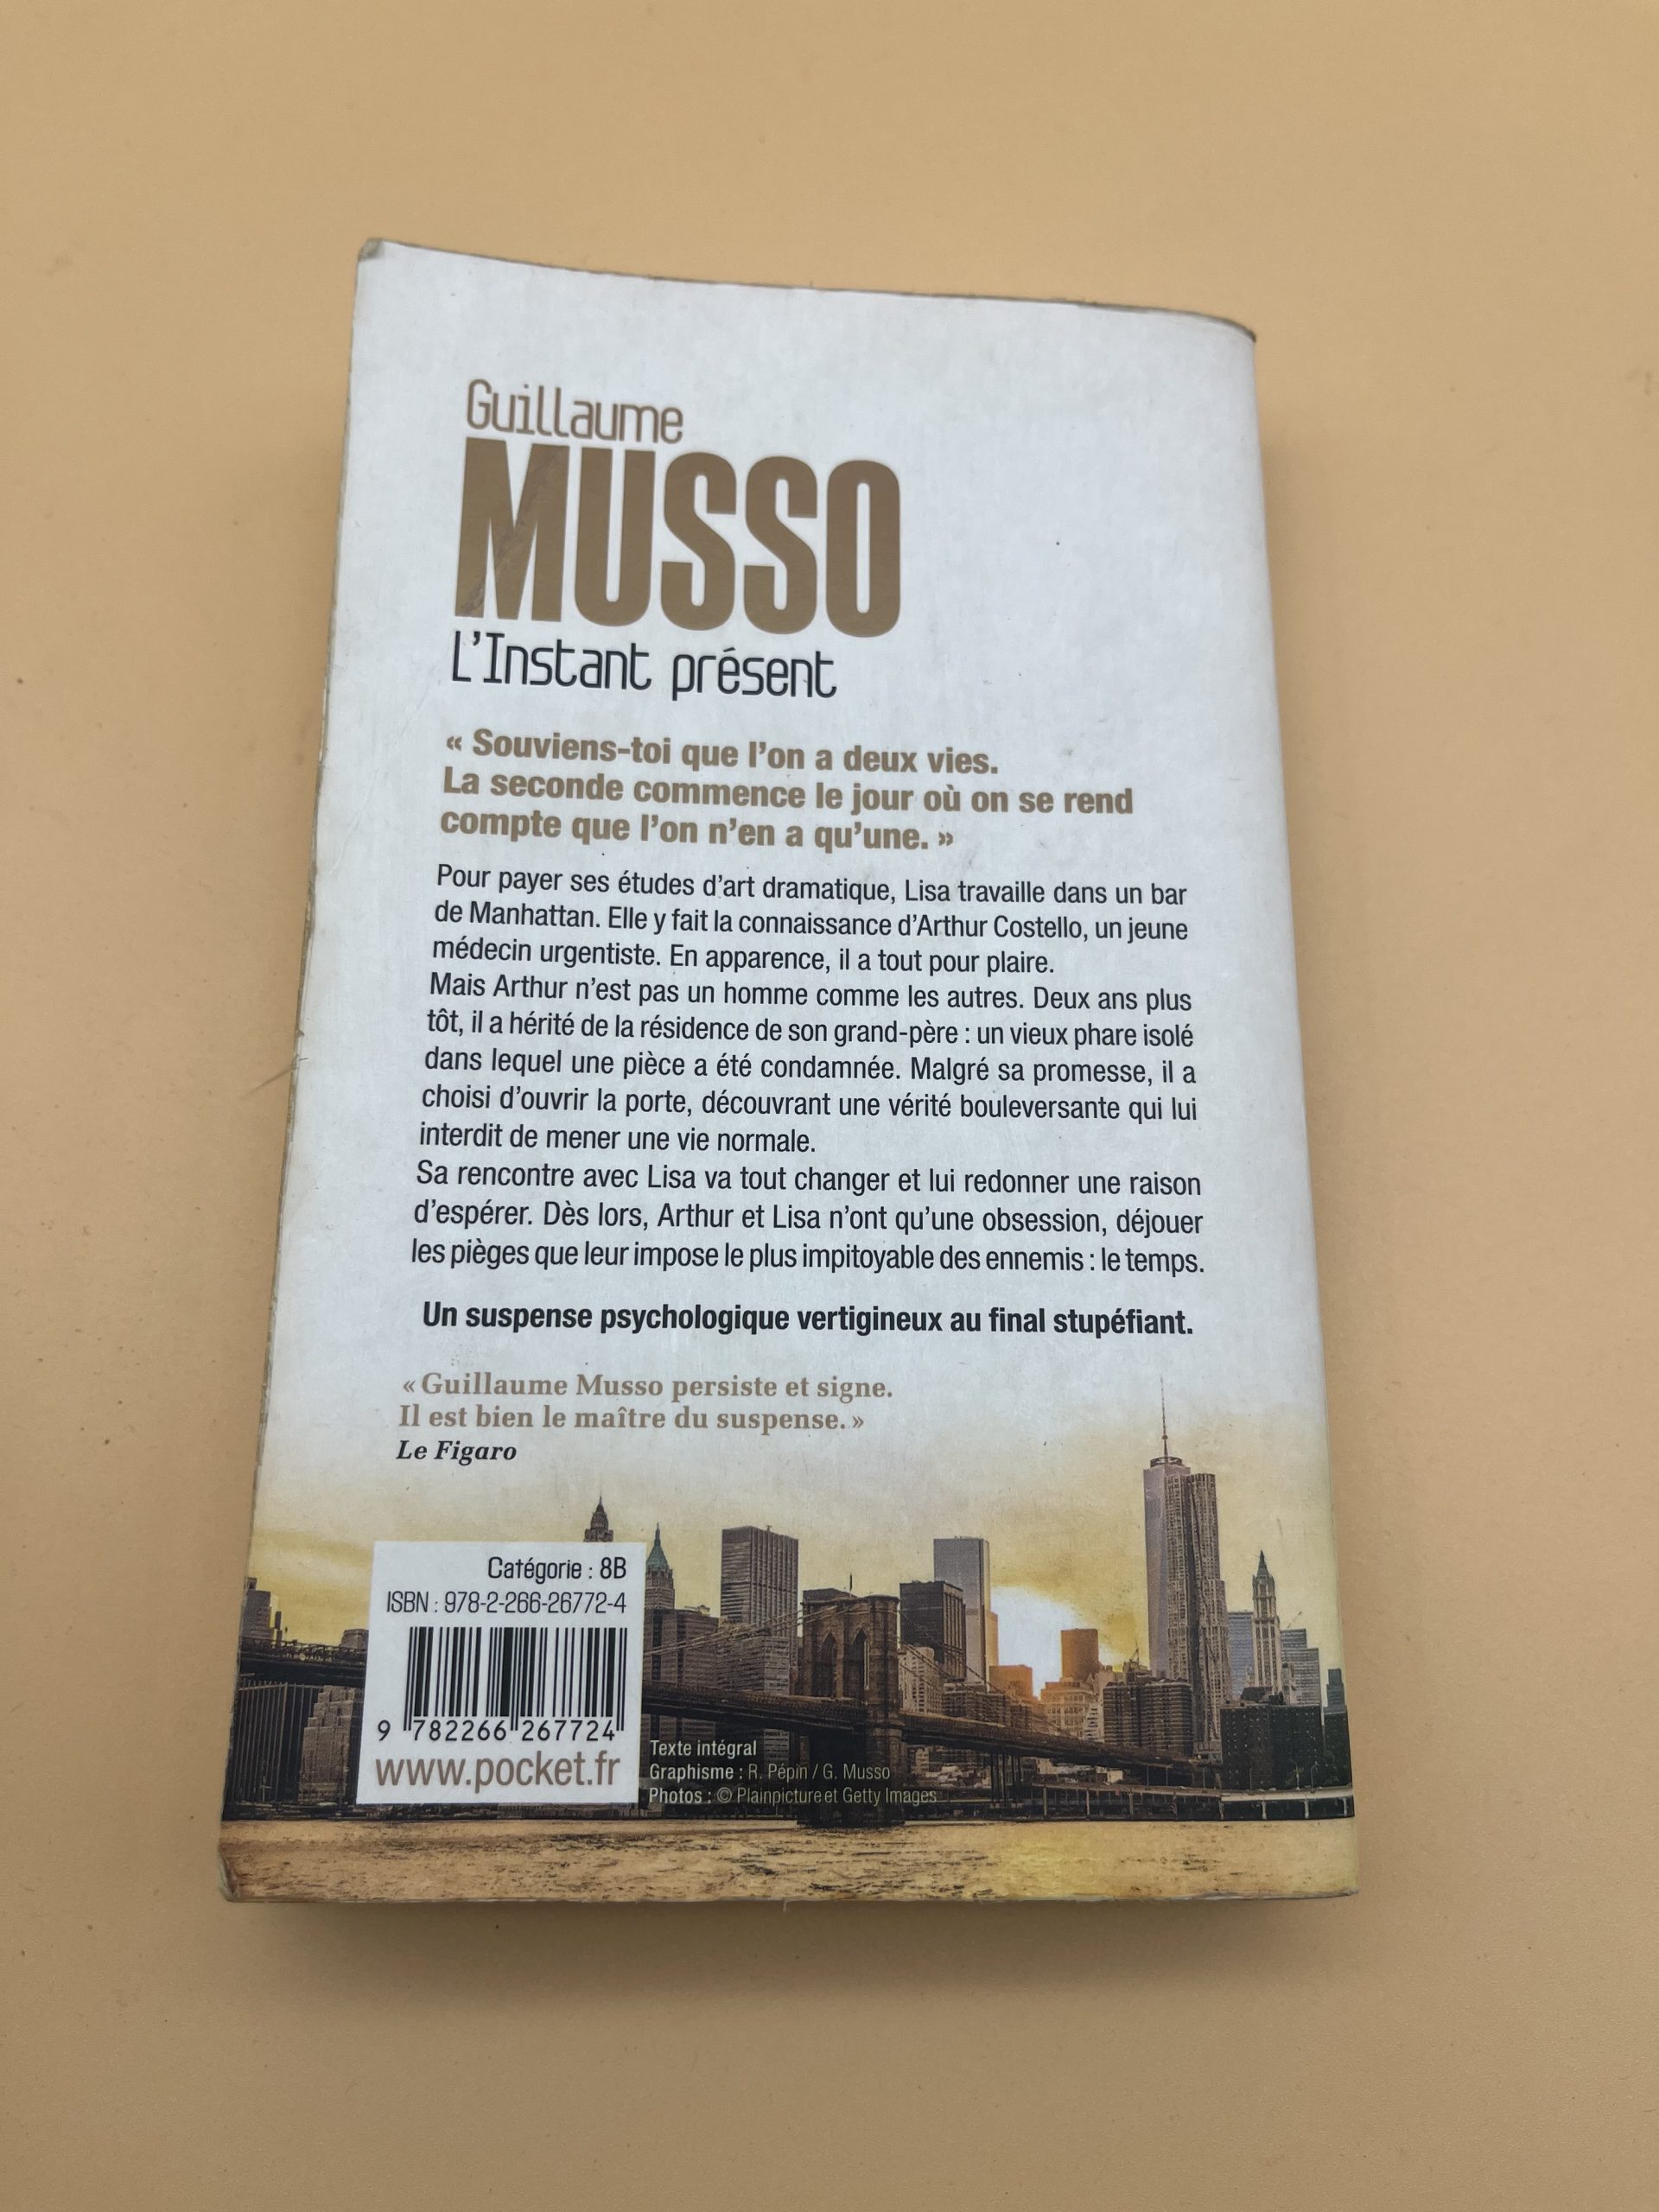 Guillaume
MUSSO
L'Instant présent
« Souviens-toi que l'on a deux vies.
La seconde commence le jour où on se rend
compte que l'on n'en a qu'une. »
Pour payer ses études d'art dramatique, Lisa travaille dans un bar
de Manhattan. Elle y fait la connaissance d'Arthur Costello, un jeune
médecin urgentiste. En apparence, il a tout pour plaire.
Mais Arthur n'est pas un homme comme les autres. Deux ans plus
tôt, il a hérité de la résidence de son grand-père : un vieux phare isolé
dans lequel une pièce a été condamnée. Malgré sa promesse, il a
choisi d'ouvrir la porte, découvrant une vérité bouleversante qui lui
interdit de mener une vie normale.
Sa rencontre avec Lisa va tout changer et lui redonner une raison
d'espérer. Dès lors, Arthur et Lisa n'ont qu'une obsession, déjouer
les pièges que leur impose le plus impitoyable des ennemis : le temps.
Un suspense psychologique vertigineux au final stupéfiant.
« Guillaume Musso persiste et signe.
Il est bien le maître du suspense. »
Le Figaro
Catégorie : 8B
ISBN : 978-2-266-26772-4
9 782266 267724
www.pocket.fr
Texte intégral
Graphisme : R. Pépin / G. Musso
Photos : © Plainpicture et Getty Images